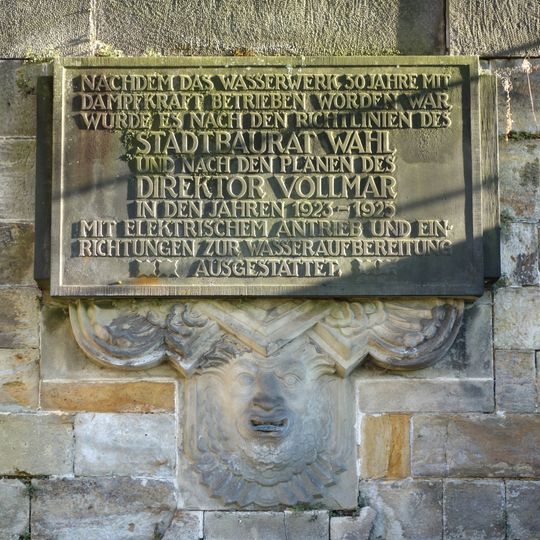 NACHDEM DAS WASSERWERK 50 JAHRE MIT
DAMPFKRAFT BETRIEBEN WORDEN WAR,
WURDE ES NACH DEN RICHTLINIEN DES
STADTBAURAT WAHL
UND NACH DEN PLÄNEN DES
DIREKTOR VOLLMAR
IN DEN JAHREN 1923–1925
MIT ELEKTRISCHEM ANTRIEB UND EIN-
RICHTUNGEN ZUR WASSERAUFBEREITUNG
AUSGESTATTET.